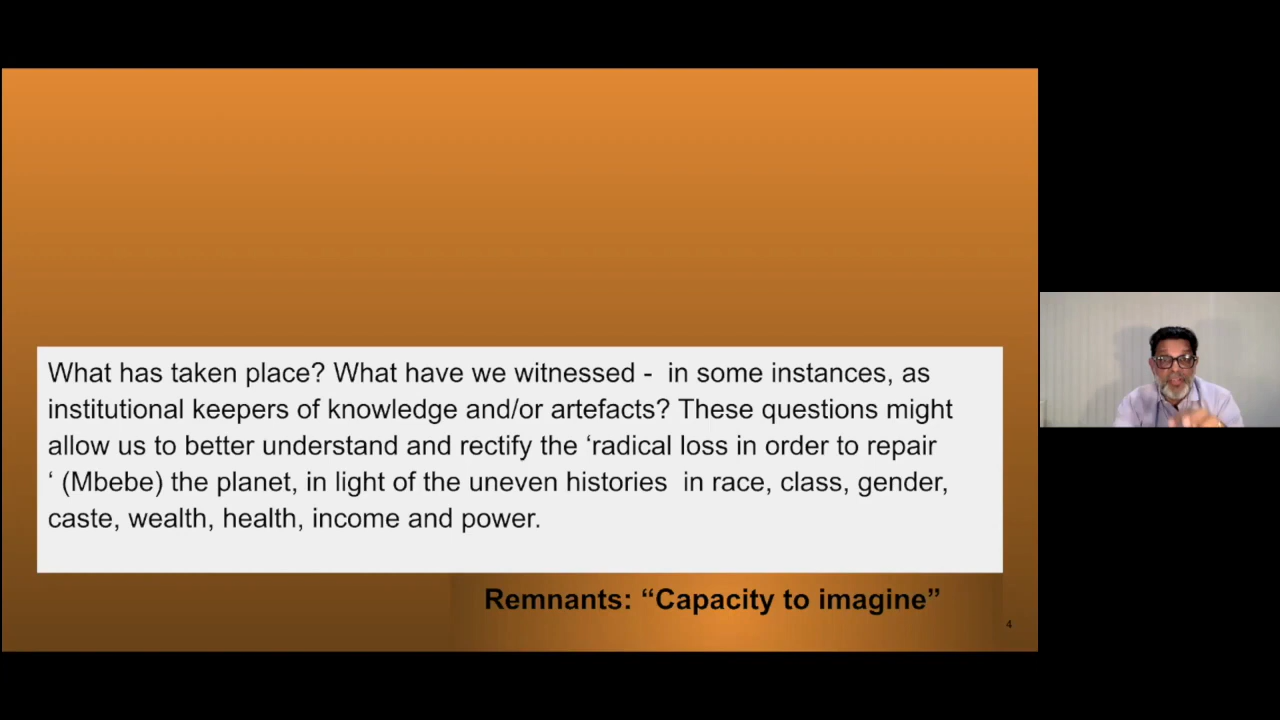 What has taken place? What have we witnessed -  in some instances, as
institutional keepers of knowledge and/or artefacts? These questions might
allow us to better understand and rectify the ‘radical loss in order to repair
‘ (Mbebe) the planet, in light of the uneven histories  in race, class, gender,
caste, wealth, health, income and power.
Remnants: “Capacity to imagine”
4